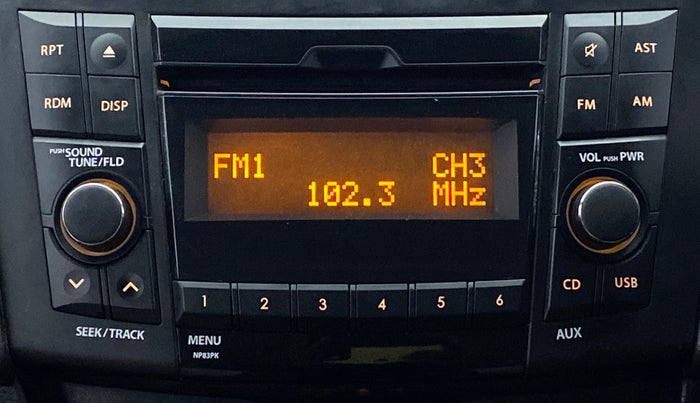 RPT
AST
RDM
DISP
FM
AM
PUSH SOUND
TUNE/FLD
VOL PUSH PWR
FM1 CH3
102.3 MHz
CD
USB
1 2 3 4 5 6
SEEK/TRACK
MENU
NP83PK
AUX